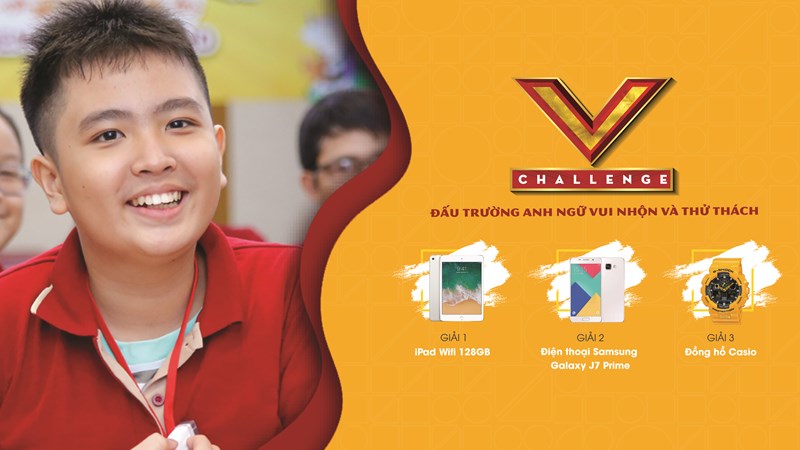 V
CHALLENGE
ĐẤU TRƯỜNG ANH NGỮ VUI NHỘN VÀ THỬ THÁCH
GIẢI 1
iPad Wifi 128GB
GIẢI 2
Điện thoại Samsung
Galaxy J7 Prime
GIẢI 3
Đồng hồ Casio